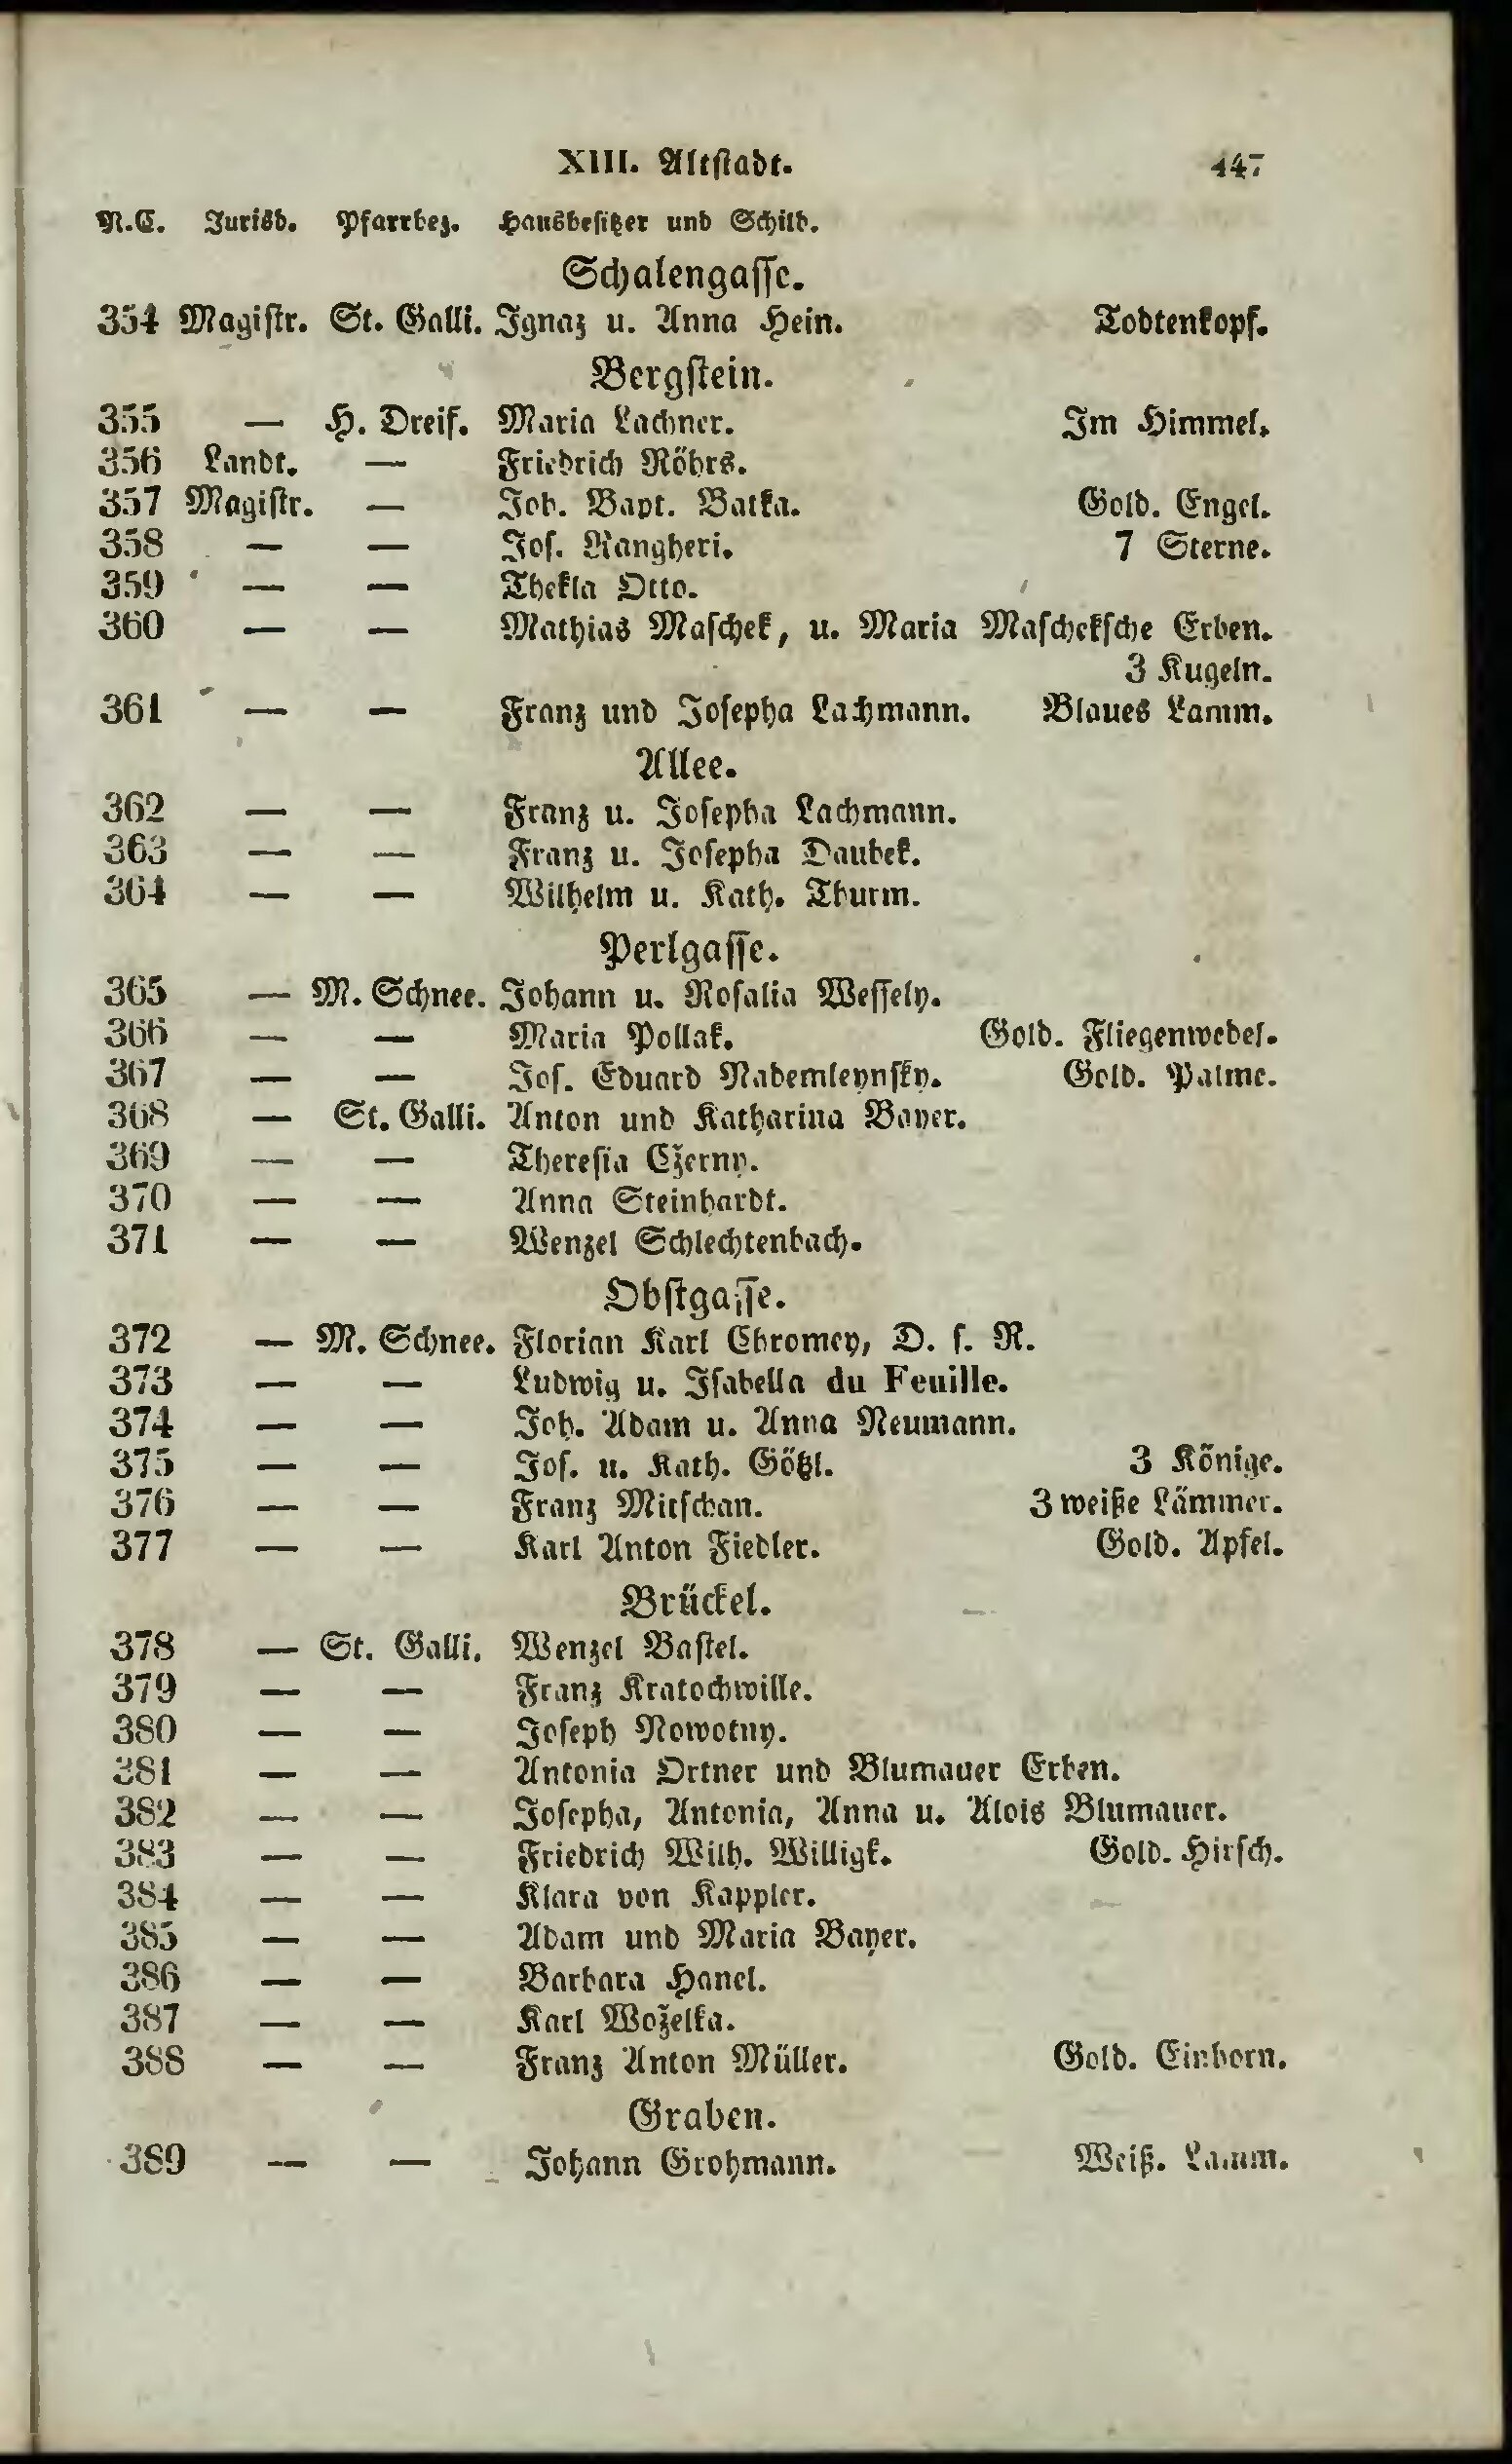 XIII. Altstadt. 447
N.C. Jurisd. Pfarrbez. Hausbesitzer und Schild.
Schalengasse.
354 Magistr. St. Galli. Ignaz u. Anna Hein. Todtenkopf.
Bergstein.
355 — H. Dreif. Maria Lachner. Im Himmel.
356 Landt. — Friedrich Röhrs.
357 Magistr. — Joh. Bapt. Batka. Gold. Engel.
358 — — Jos. Rangheri. 7 Sterne.
359 — — Thekla Otto.
360 — — Mathias Maschek, u. Maria Mascheksche Erben.
3 Kugeln.
361 — — Franz und Josepha Lachmann. Blaues Lamm.
Allee.
362 — — Franz u. Josepha Lachmann.
363 — — Franz u. Josepha Daubek.
364 — — Wilhelm u. Kath. Thurm.
Perlgasse.
365 — M. Schnee. Johann u. Rosalia Wessely.
366 — — Maria Pollak. Gold. Fliegenwedel.
367 — — Jos. Eduard Nademleynsky. Gold. Palme.
368 — St. Galli. Anton und Katharina Bayer.
369 — — Theresia Cžerny.
370 — — Anna Steinhardt.
371 — — Wenzel Schlechtenbach.
Obstgasse.
372 — M. Schnee. Florian Karl Chromey, D. s. R.
373 — — Ludwig u. Isabella du Feuille.
374 — — Joh. Adam u. Anna Neumann.
375 — — Jos. u. Kath. Götzl. 3 Könige.
376 — — Franz Mitschan. 3 weiße Lämmer.
377 — — Karl Anton Fiedler. Gold. Apfel.
Brückel.
378 — St. Galli. Wenzel Bastel.
379 — — Franz Kratochwille.
380 — — Joseph Nowotny.
381 — — Antonia Ortner und Blumauer Erben.
382 — — Josepha, Antonia, Anna u. Alois Blumauer.
383 — — Friedrich Wilh. Willigk. Gold. Hirsch.
384 — — Klara von Kappler.
385 — — Adam und Maria Bayer.
386 — — Barbara Hanel.
387 — — Karl Woželka.
388 — — Franz Anton Müller. Gold. Einhorn.
Graben.
389 — — Johann Grohmann. Weiß. Lamm.